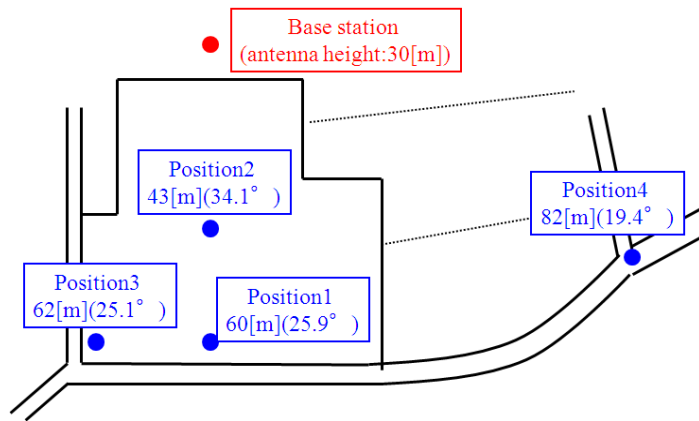 Base station
(antenna height:30[m])
Position2
43[m](34.1°)
Position4
82[m](19.4°)
Position3
62[m](25.1°)
Position1
60[m](25.9°)